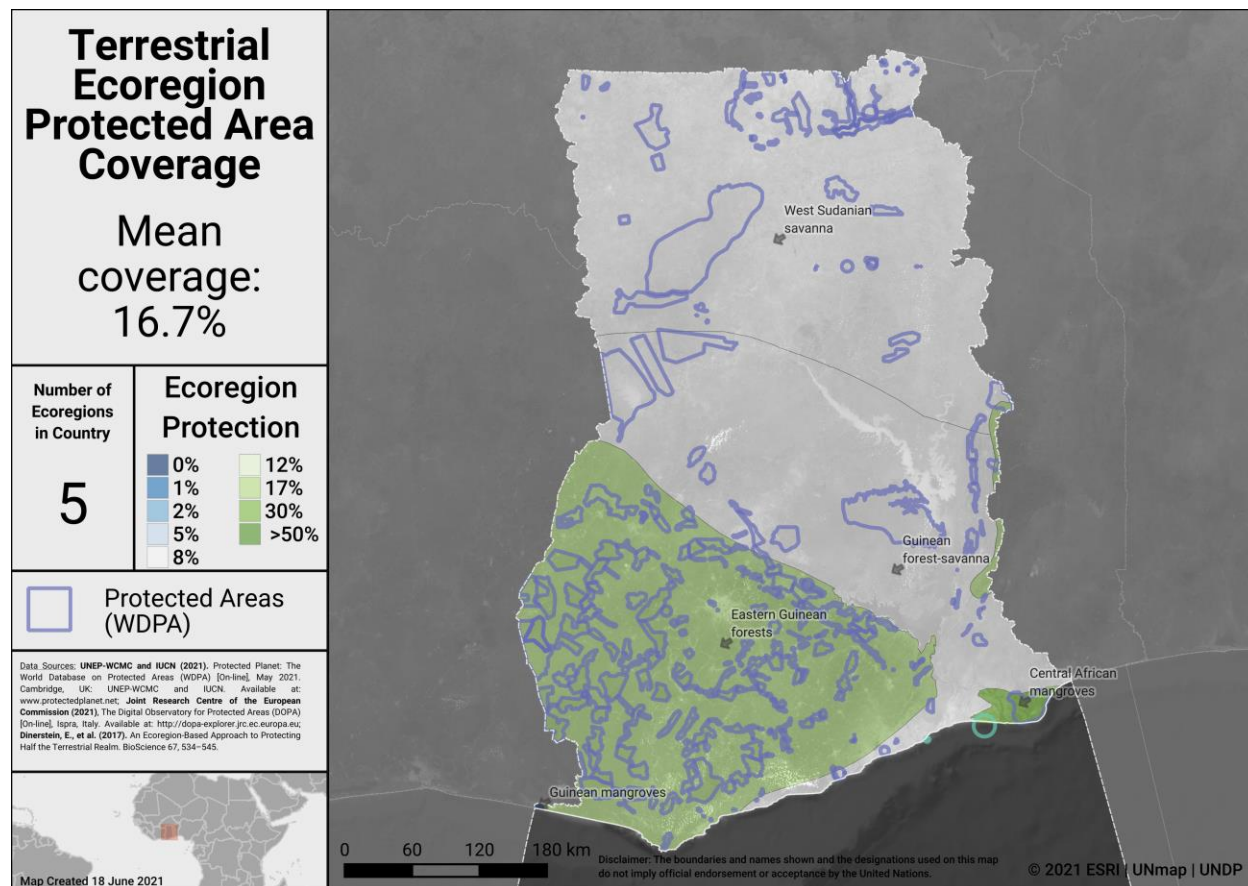 Terrestrial
Ecoregion
Protected Area
Coverage
Mean
coverage:
16.7%
Number of
Ecoregions
in Country
5
Ecoregion
Protection
0%
1%
2%
5%
8%
12%
17%
30%
>50%
Protected Areas
(WDPA)
Data Sources: UNEP-WCMC and IUCN (2021). Protected Planet: The
World Database on Protected Areas (WDPA) [On-line], May 2021.
Cambridge, UK: UNEP-WCMC and IUCN. Available at:
www.protectedplanet.net; Joint Research Centre of the European
Commission (2021), The Digital Observatory for Protected Areas (DOPA)
[On-line], Ispra, Italy. Available at: http://dopa-explorer.jrc.ec.europa.eu;
Dinerstein, E., et al. (2017). An Ecoregion-Based Approach to Protecting
Half the Terrestrial Realm. BioScience 67, 534–545.
Map Created 18 June 2021
West Sudanian
savanna
Guinean
forest-savanna
Eastern Guinean
forests
Central African
mangroves
Guinean mangroves
0 60 120 180 km
Disclaimer: The boundaries and names shown and the designations used on this map
do not imply official endorsement or acceptance by the United Nations.
© 2021 ESRI | UNmap | UNDP